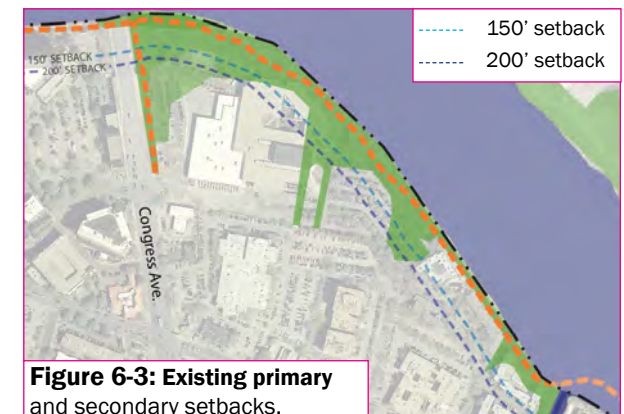 150' setback
200' setback
150' SETBACK
200' SETBACK
Congress Ave.
Figure 6-3: Existing primary
and secondary setbacks.